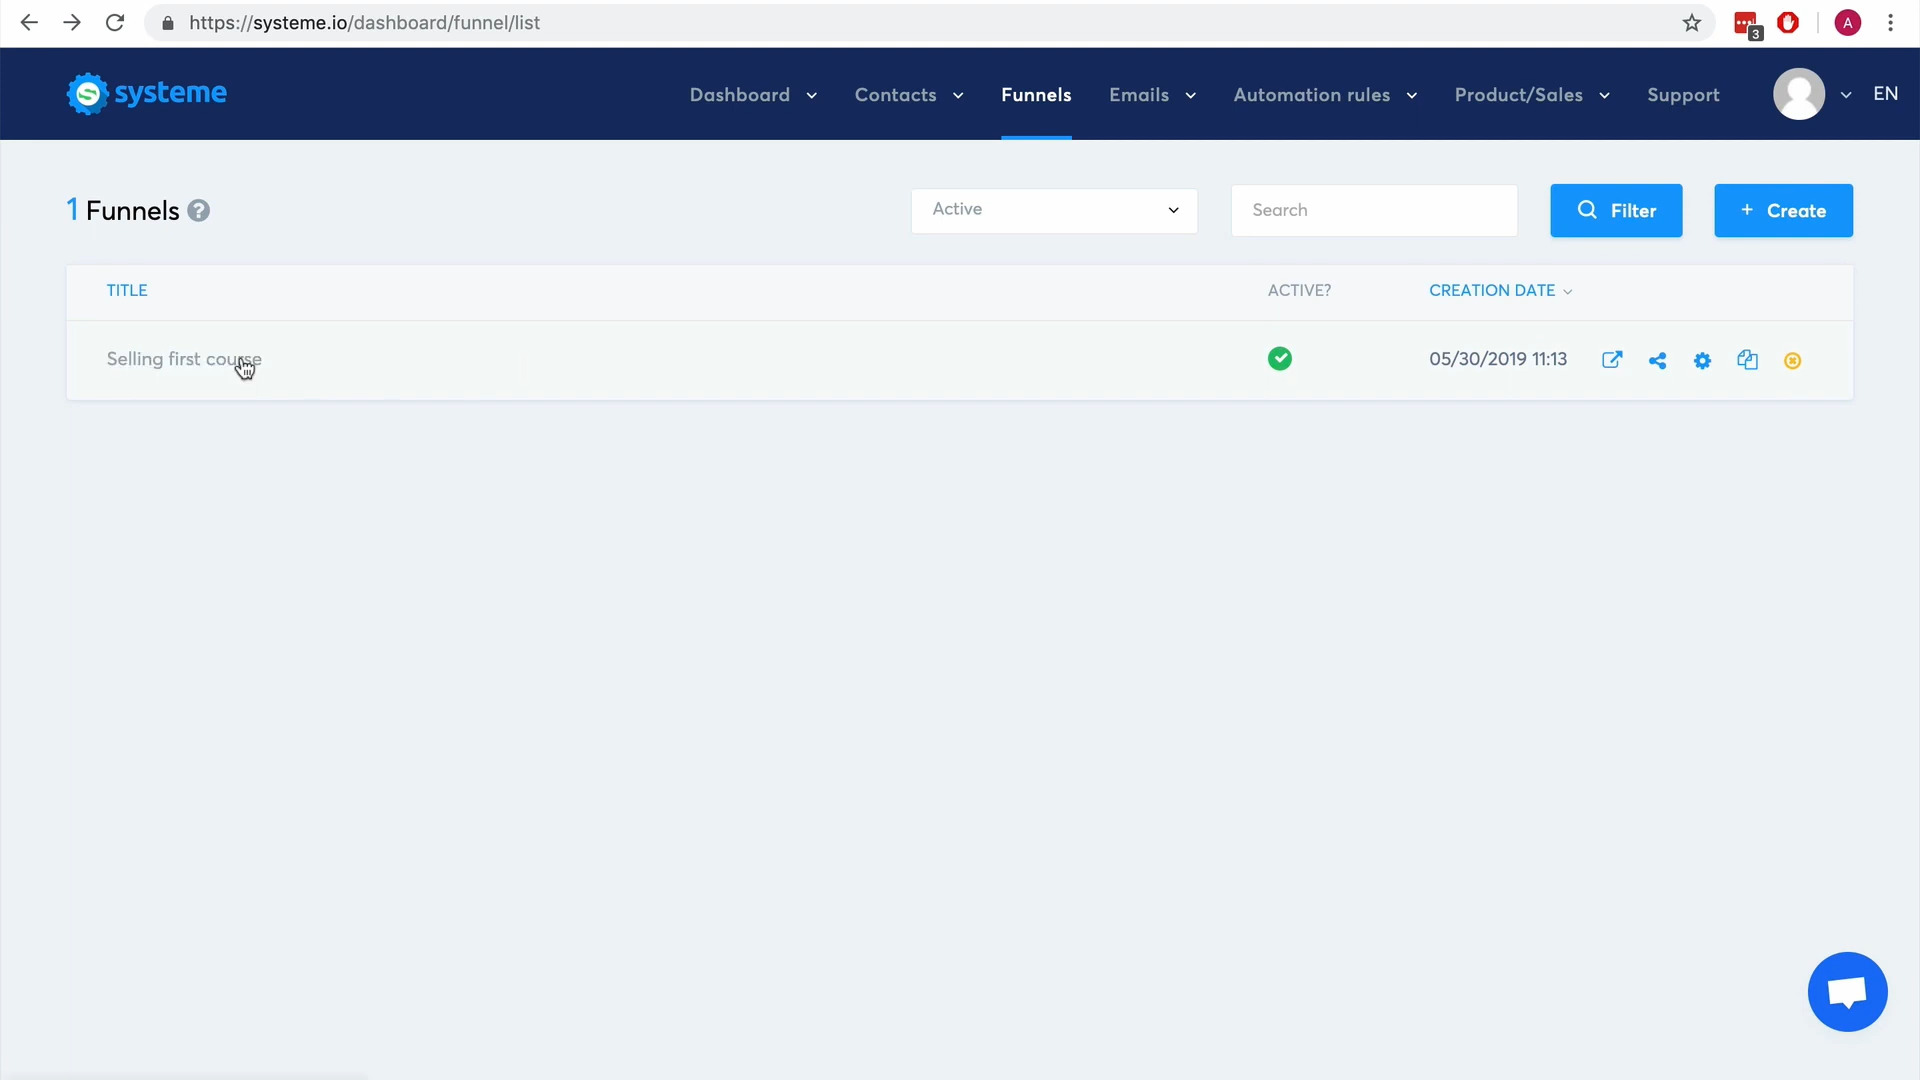 https://systeme.io/dashboard/funnel/list
3
A
systeme
Dashboard
Contacts
Funnels
Emails
Automation rules
Product/Sales
Support
EN
1 Funnels ?
Active
Search
Filter
+ Create
TITLE
ACTIVE?
CREATION DATE
Selling first course
05/30/2019 11:13